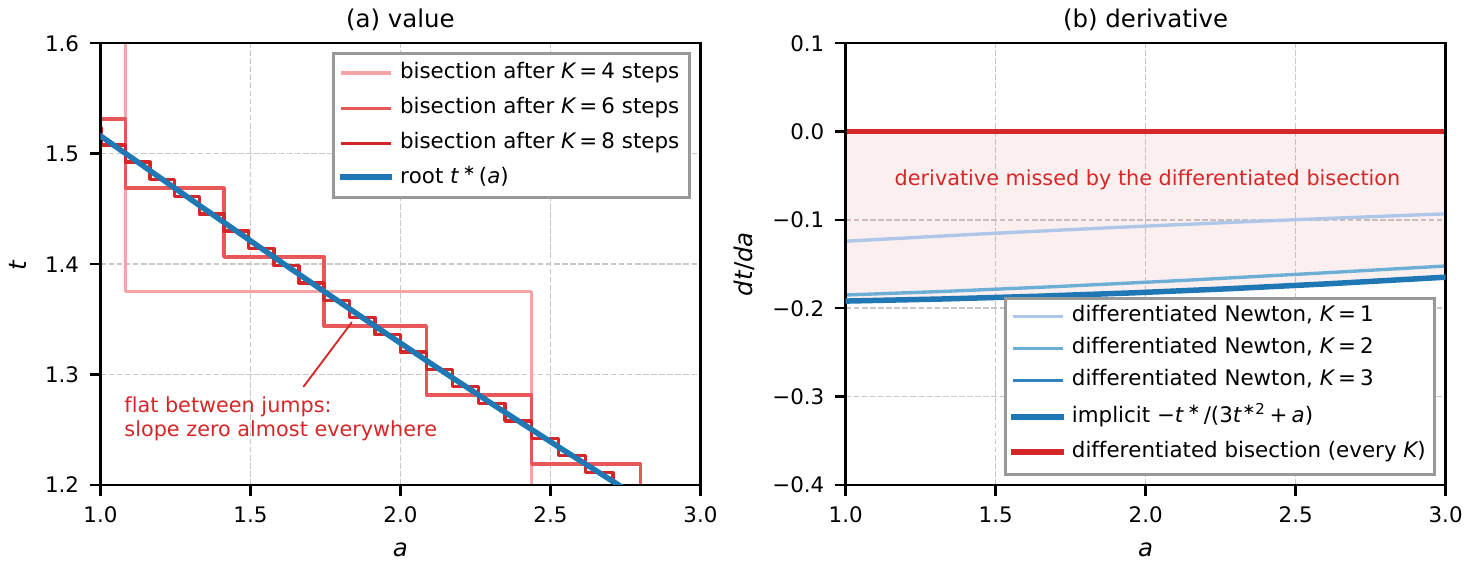 (a) value
1.6
1.5
1.4
1.3
1.2
t
1.0
1.5
2.0
2.5
3.0
a
bisection after K = 4 steps
bisection after K = 6 steps
bisection after K = 8 steps
root t*(a)
flat between jumps:
slope zero almost everywhere
(b) derivative
0.1
0.0
−0.1
−0.2
−0.3
−0.4
dt/da
1.0
1.5
2.0
2.5
3.0
a
derivative missed by the differentiated bisection
differentiated Newton, K = 1
differentiated Newton, K = 2
differentiated Newton, K = 3
implicit −t*/(3t*² + a)
differentiated bisection (every K)